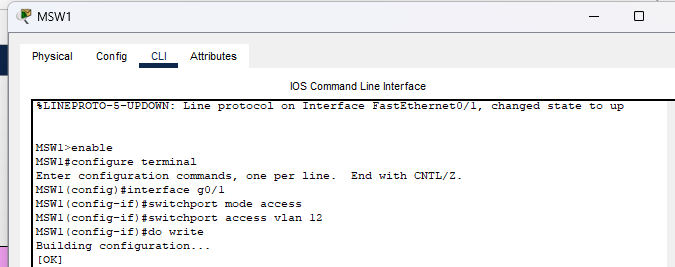 MSW1
Physical Config CLI Attributes
IOS Command Line Interface
%LINEPROTO-5-UPDOWN: Line protocol on Interface FastEthernet0/1, changed state to up
MSW1>enable
MSW1#configure terminal
Enter configuration commands, one per line.  End with CNTL/Z.
MSW1(config)#interface g0/1
MSW1(config-if)#switchport mode access
MSW1(config-if)#switchport access vlan 12
MSW1(config-if)#do write
Building configuration...
[OK]